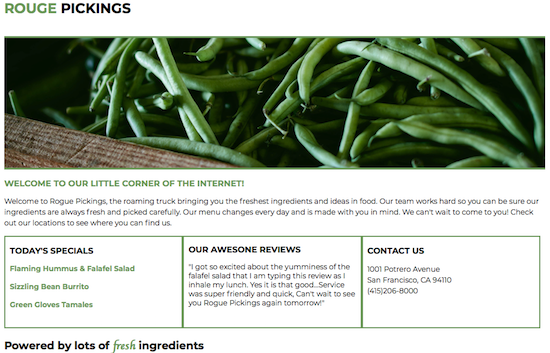 ROUGE PICKINGS
WELCOME TO OUR LITTLE CORNER OF THE INTERNET!
Welcome to Rogue Pickings, the roaming truck bringing you the freshest ingredients and ideas in food. Our team works hard so you can be sure our
ingredients are always fresh and picked carefully. Our menu changes every day and is made with you in mind. We can't wait to come to you! Check
out our locations to see where you can find us.
TODAY'S SPECIALS
Flaming Hummus & Falafel Salad
Sizzling Bean Burrito
Green Gloves Tamales
OUR AWESONE REVIEWS
"I got so excited about the yumminess of the
falafel salad that I am typing this review as I
inhale my lunch. Yes it is that good...Service
was super friendly and quick, Can't wait to see
you Rogue Pickings again tomorrow!"
CONTACT US
1001 Potrero Avenue
San Francisco, CA 94110
(415)206-8000
Powered by lots of fresh ingredients